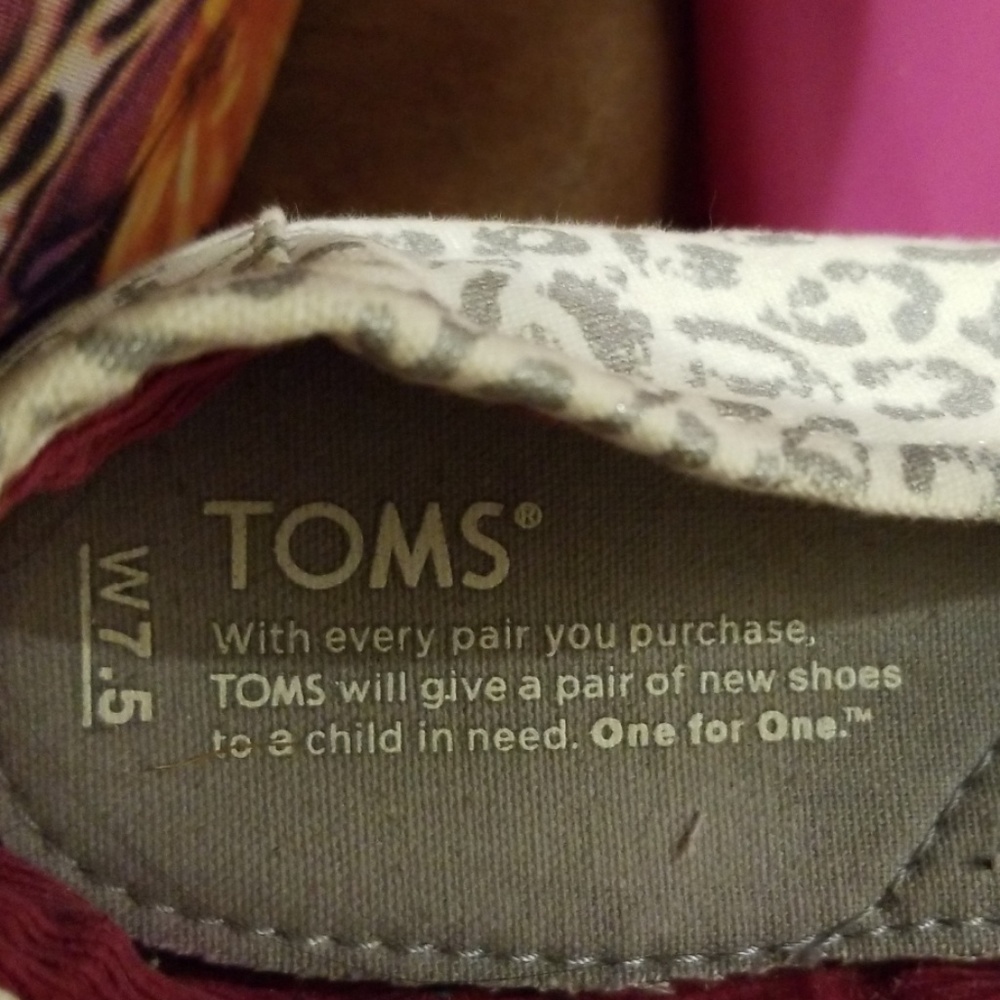 TOMS®
With every pair you purchase,
TOMS will give a pair of new shoes
to a child in need. One for One.™
W7.5